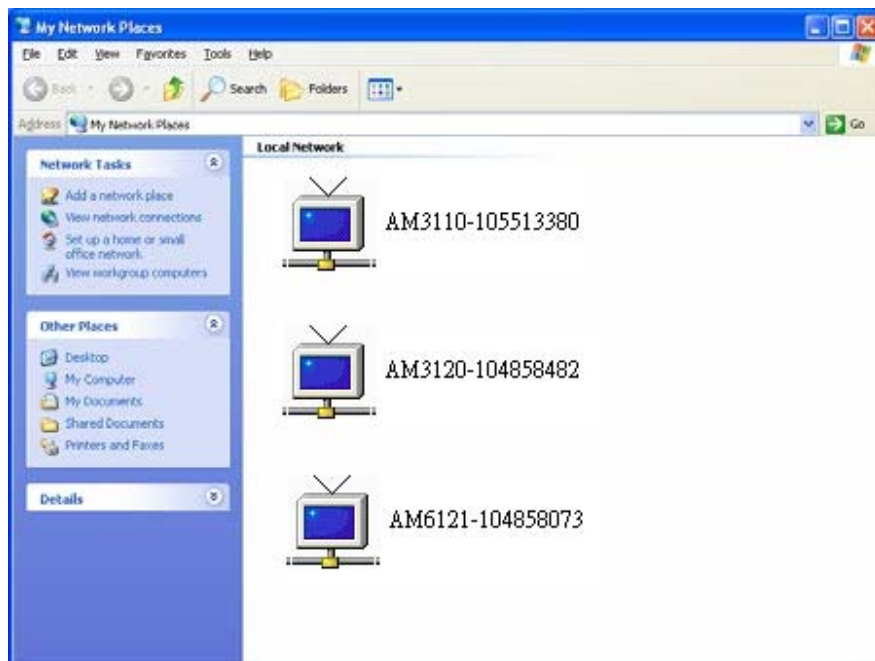 My Network Places
File Edit View Favorites Tools Help
Back Search Folders
Address My Network Places Go
Network Tasks
Add a network place
View network connections
Set up a home or small
office network
View workgroup computers
Other Places
Desktop
My Computer
My Documents
Shared Documents
Printers and Faxes
Details
Local Network
AM3110-105513380
AM3120-104858482
AM6121-104858073